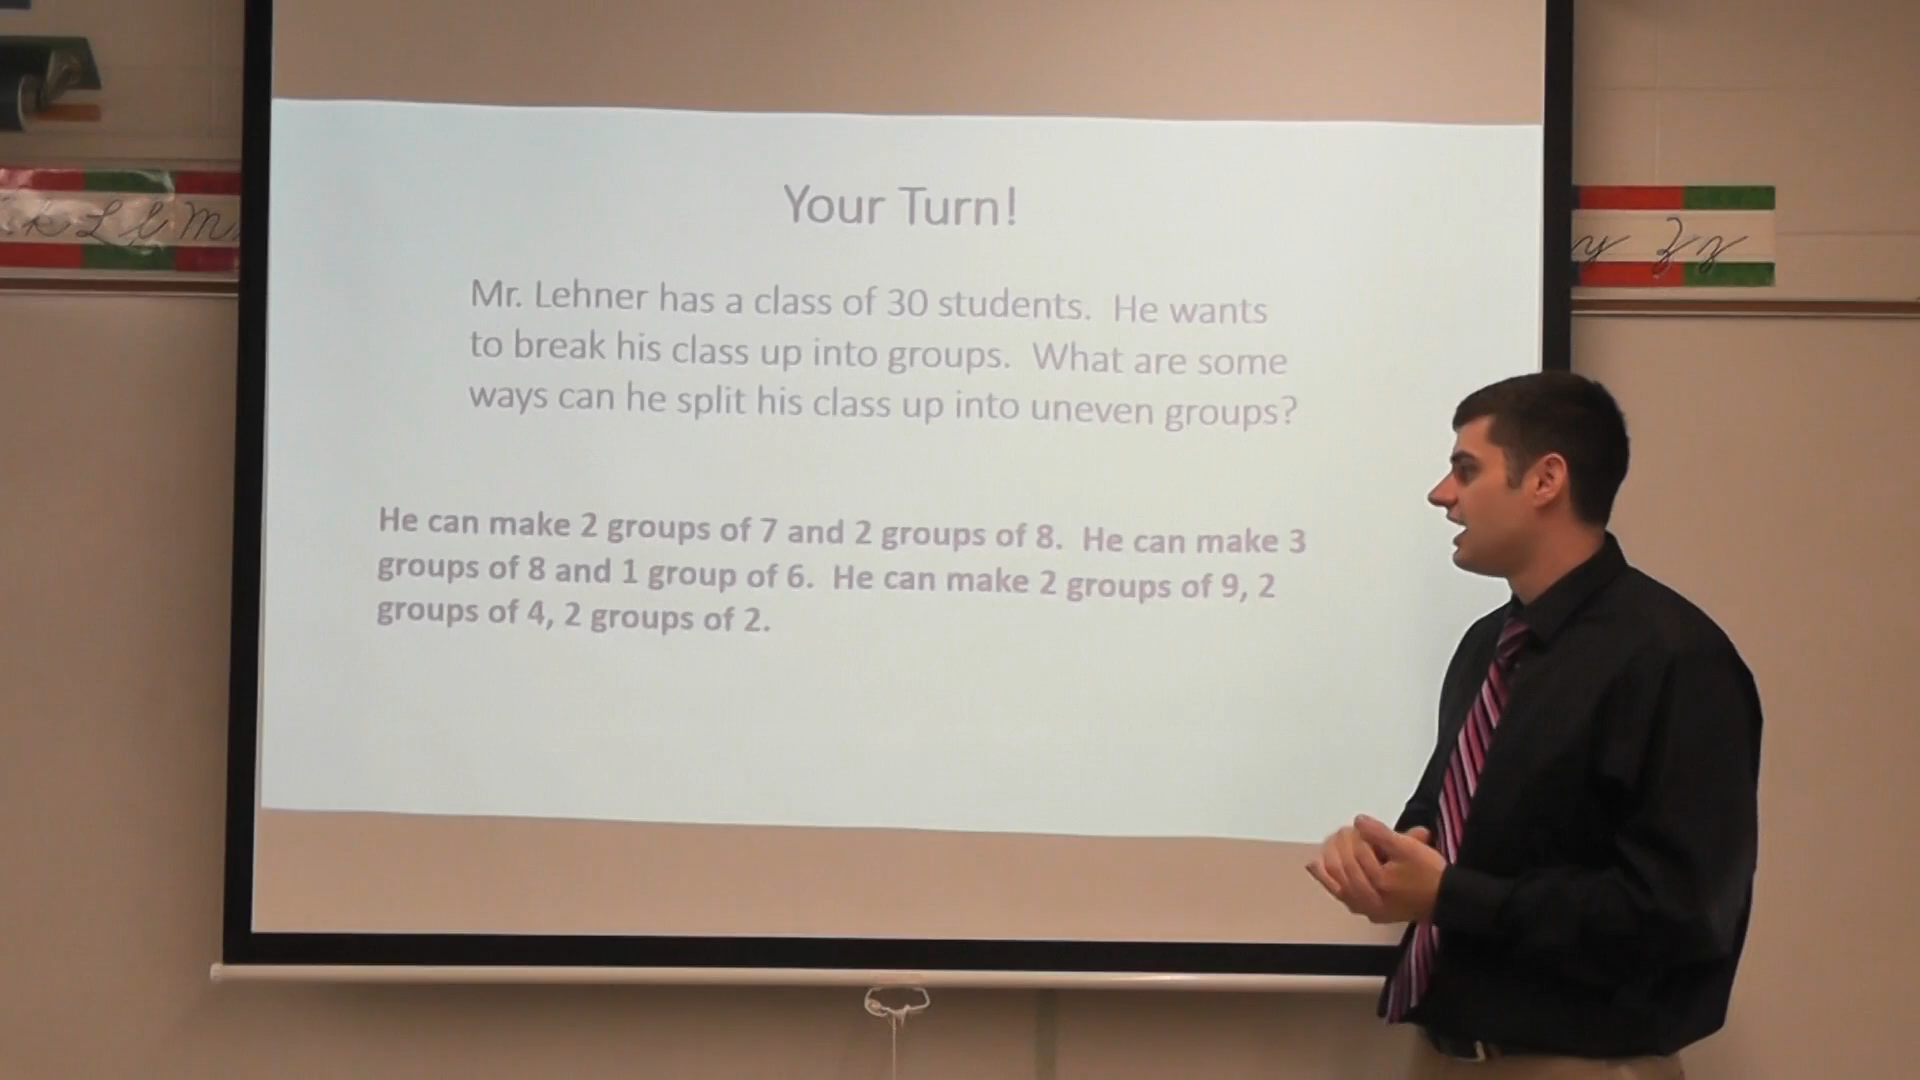 k L l M
y Z z
Your Turn!
Mr. Lehner has a class of 30 students. He wants
to break his class up into groups. What are some
ways can he split his class up into uneven groups?
He can make 2 groups of 7 and 2 groups of 8. He can make 3
groups of 8 and 1 group of 6. He can make 2 groups of 9, 2
groups of 4, 2 groups of 2.